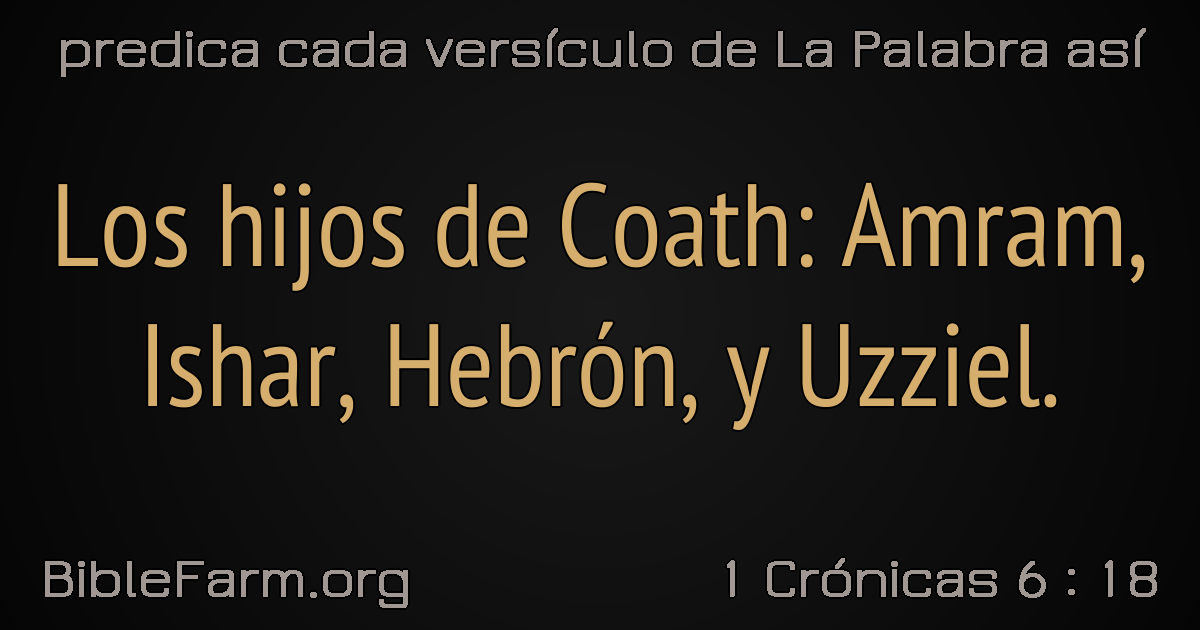 predica cada versículo de La Palabra así
Los hijos de Coath: Amram,
Ishar, Hebrón, y Uzziel.
BibleFarm.org
1 Crónicas 6 : 18